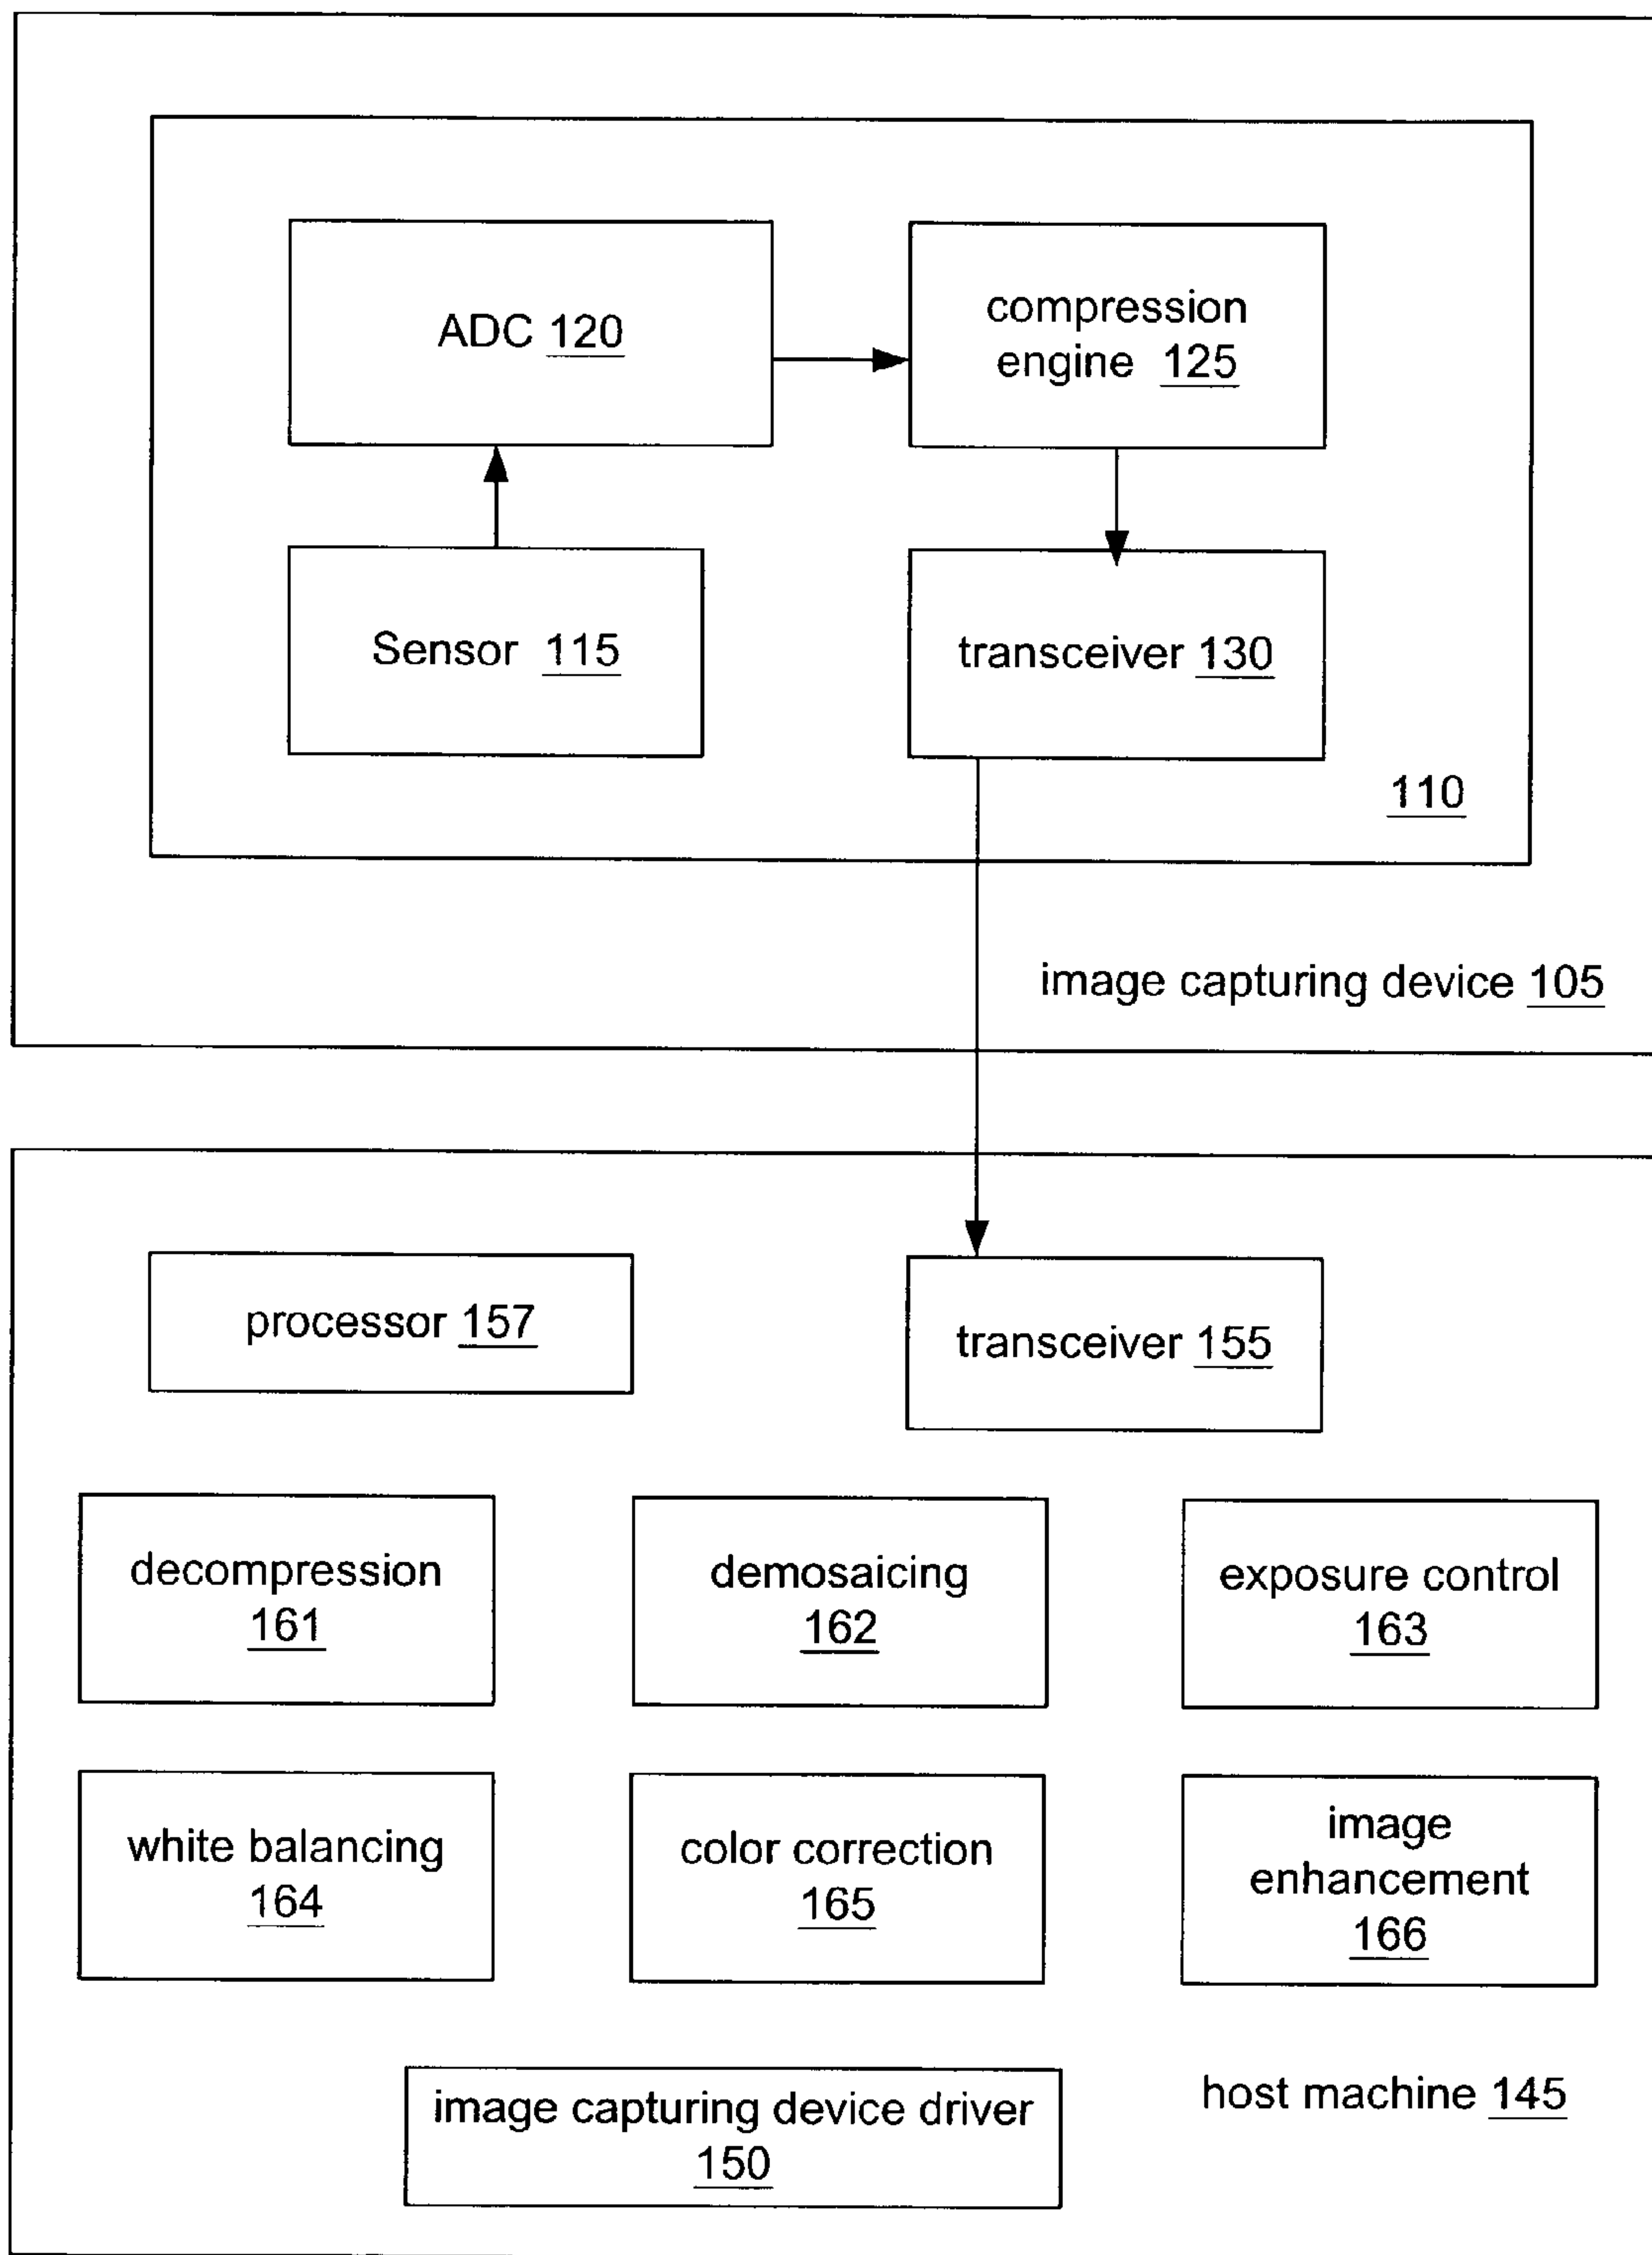 ADC 120
compression
engine 125
Sensor 115
transceiver 130
110
image capturing device 105
processor 157
transceiver 155
decompression
161
demosaicing
162
exposure control
163
white balancing
164
color correction
165
image
enhancement
166
image capturing device driver
150
host machine 145